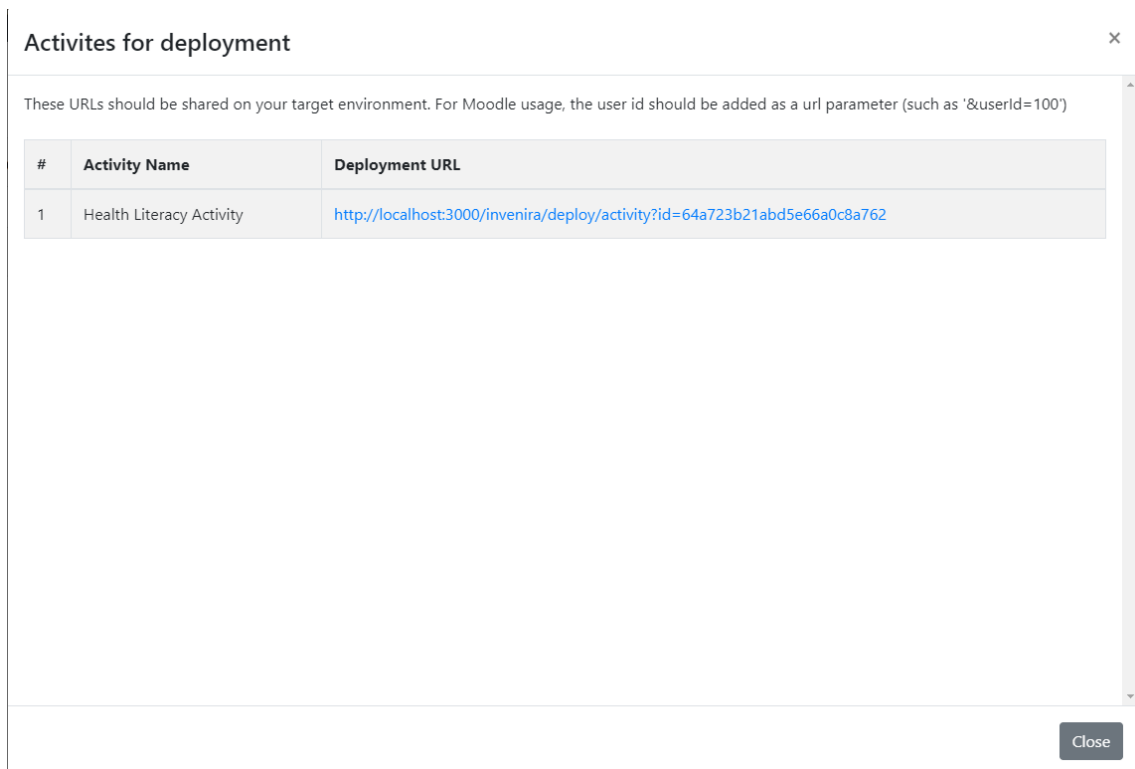 Activites for deployment
×
These URLs should be shared on your target environment. For Moodle usage, the user id should be added as a url parameter (such as '&userId=100')
# Activity Name Deployment URL
1 Health Literacy Activity http://localhost:3000/invenira/deploy/activity?id=64a723b21abd5e66a0c8a762
Close